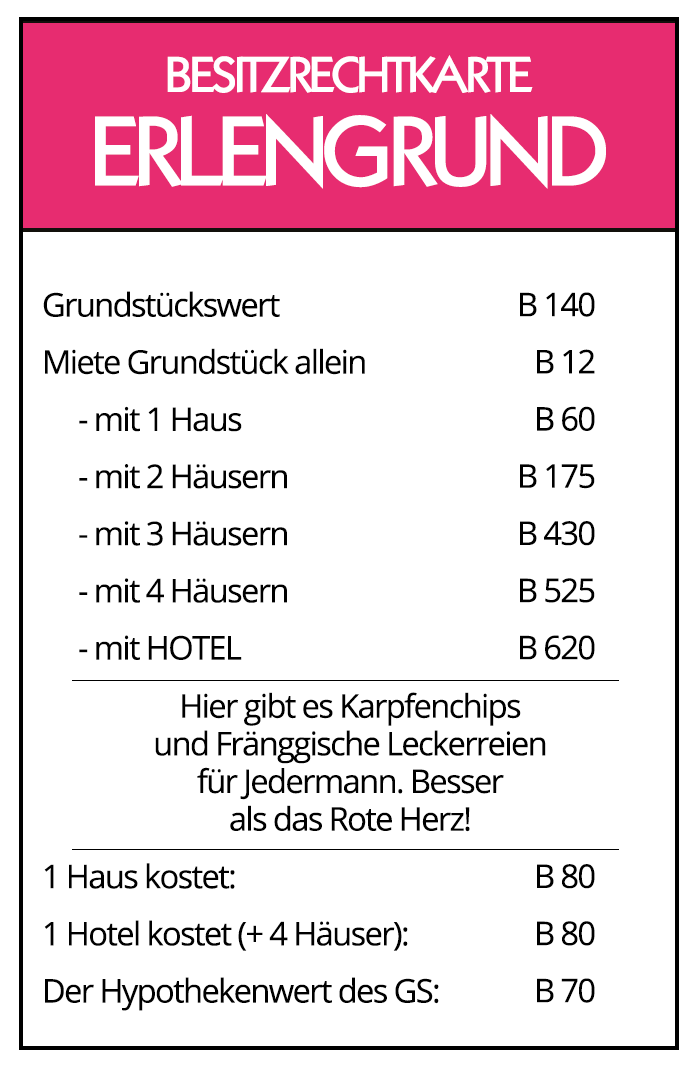 BESITZRECHTKARTE
ERLENGRUND
Grundstückswert B 140
Miete Grundstück allein B 12
- mit 1 Haus B 60
- mit 2 Häusern B 175
- mit 3 Häusern B 430
- mit 4 Häusern B 525
- mit HOTEL B 620
Hier gibt es Karpfenchips
und Fränggische Leckerreien
für Jedermann. Besser
als das Rote Herz!
1 Haus kostet: B 80
1 Hotel kostet (+ 4 Häuser): B 80
Der Hypothekenwert des GS: B 70